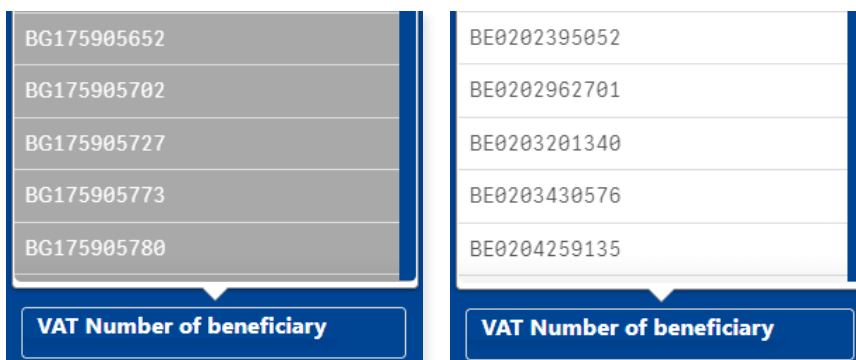 BG175905652
BG175905702
BG175905727
BG175905773
BG175905780
VAT Number of beneficiary
BE0202395052
BE0202962701
BE0203201340
BE0203430576
BE0204259135
VAT Number of beneficiary